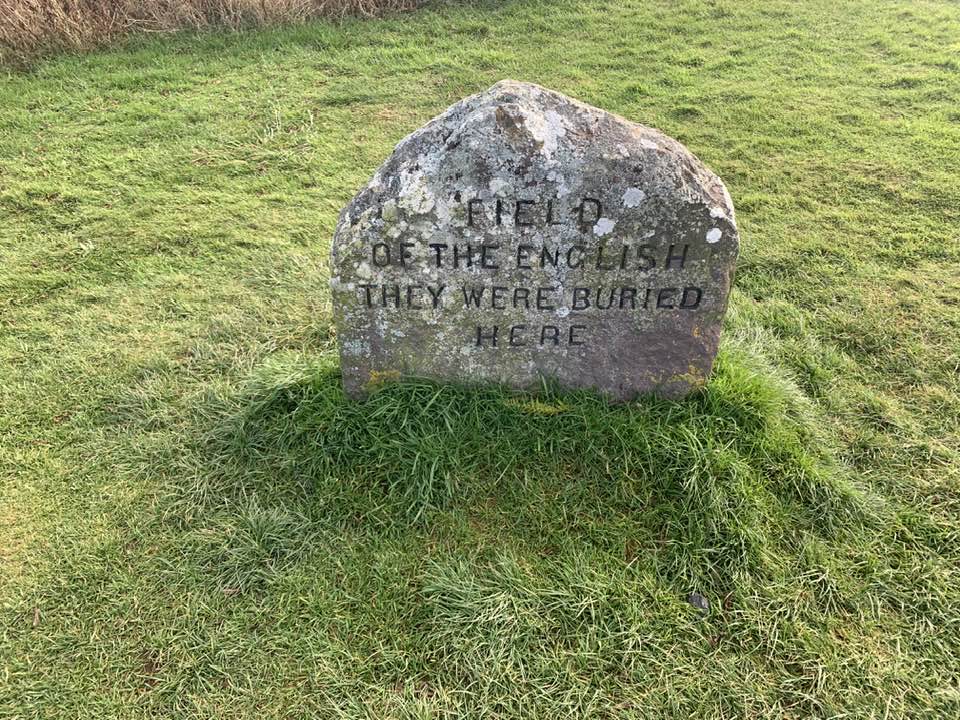 FIELD
OF THE ENGLISH
THEY WERE BURIED
HERE